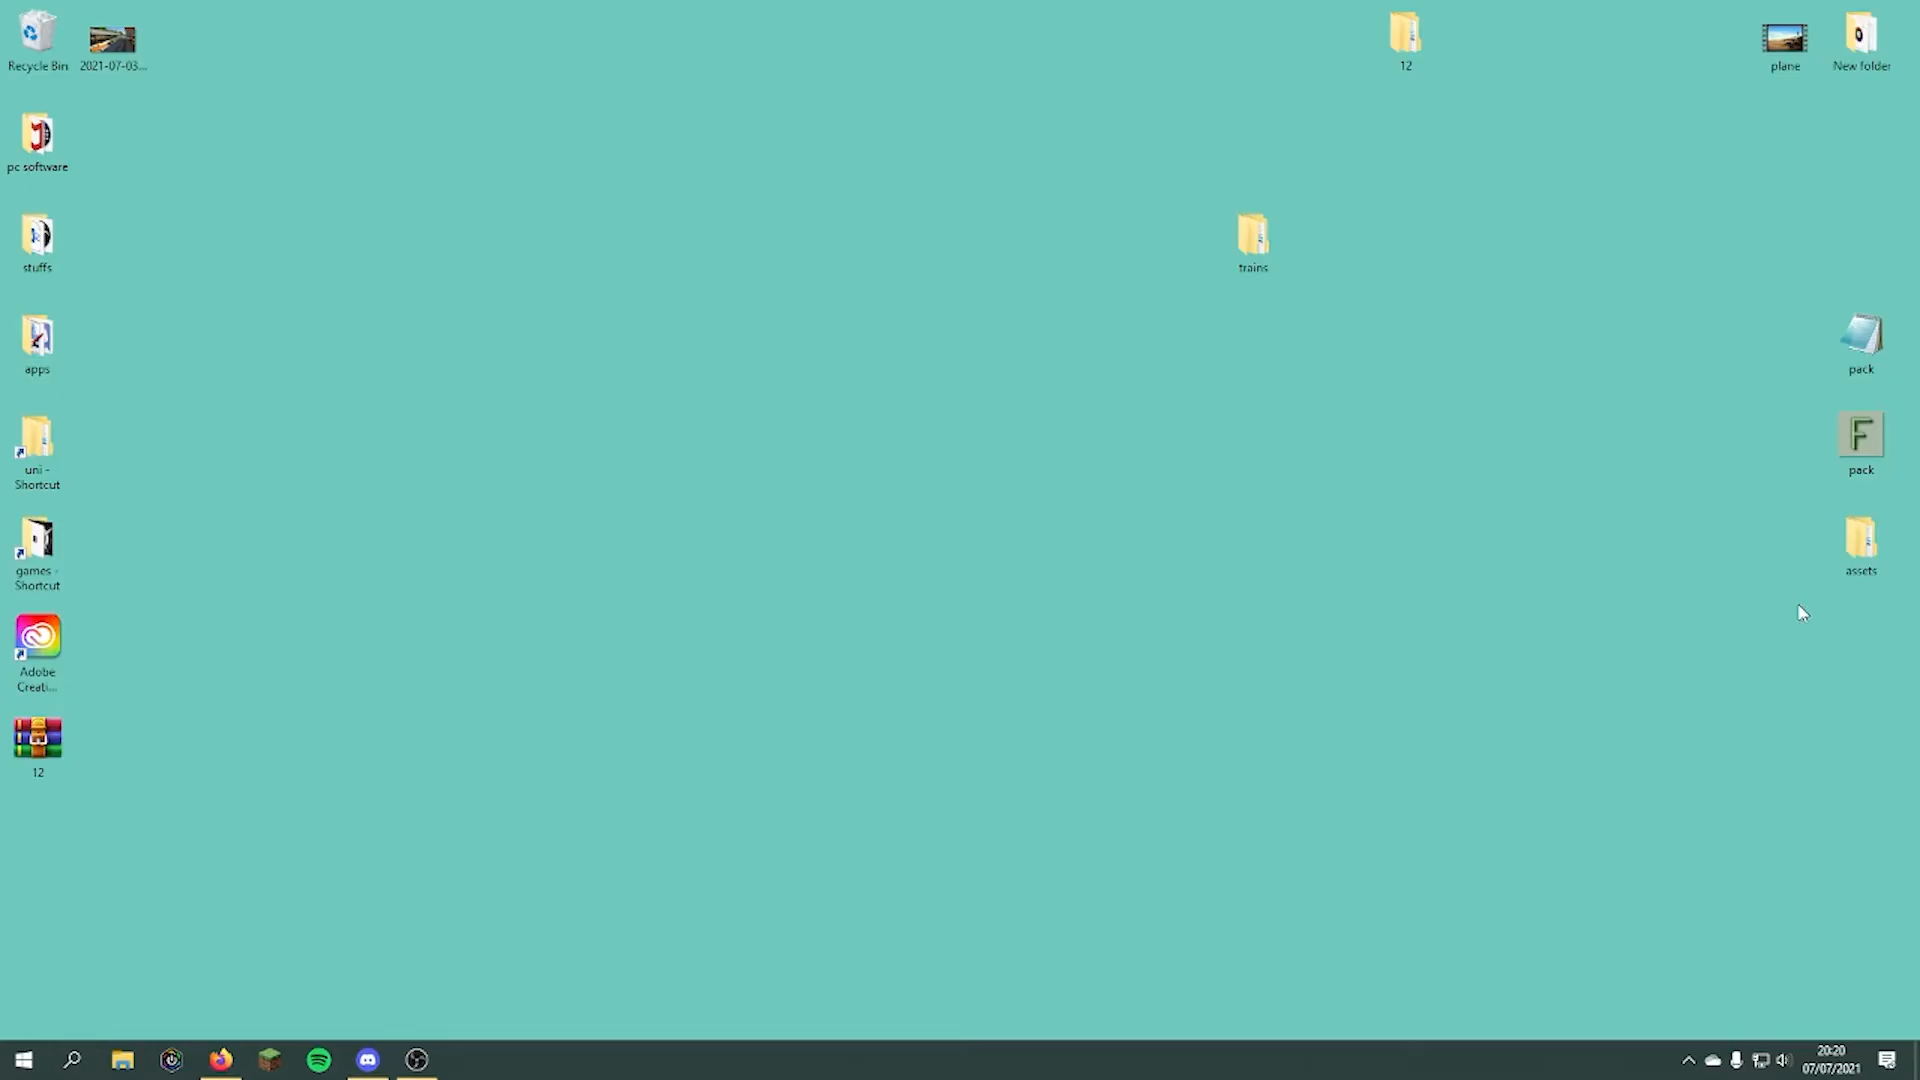 Recycle Bin
2021-07-03...
12
plane
New folder
pc software
stuffs
trains
apps
pack
uni -
Shortcut
F
pack
games -
Shortcut
assets
Adobe
Creati...
12
20:20
07/07/2021